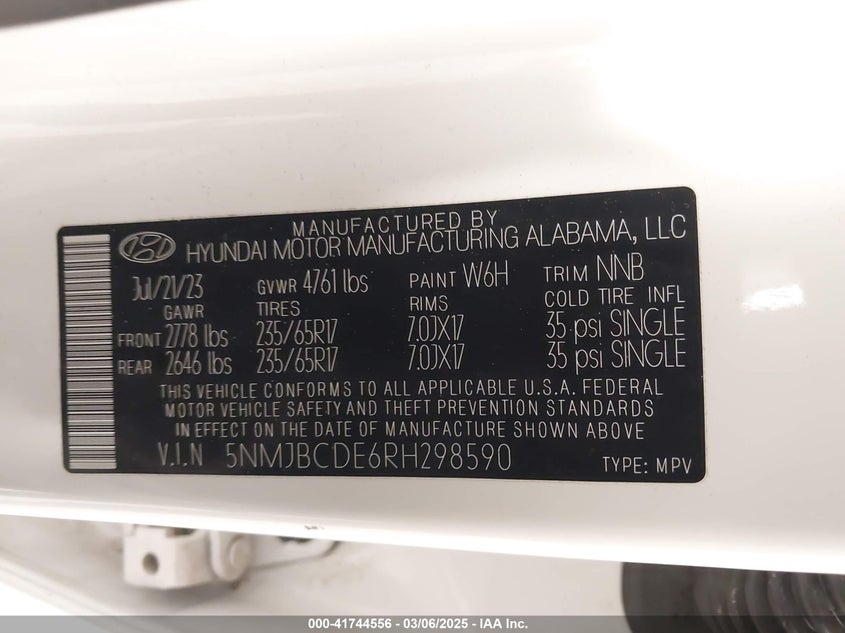 MANUFACTURED BY
HYUNDAI MOTOR MANUFACTURING ALABAMA, LLC
Jul/21/23 GVWR 4761 lbs PAINT W6H TRIM NNB
GAWR TIRES RIMS COLD TIRE INFL
FRONT 2778 lbs 235/65R17 7.0JX17 35 psi SINGLE
REAR 2646 lbs 235/65R17 7.0JX17 35 psi SINGLE
THIS VEHICLE CONFORMS TO ALL APPLICABLE U.S.A. FEDERAL
MOTOR VEHICLE SAFETY AND THEFT PREVENTION STANDARDS
IN EFFECT ON THE DATE OF MANUFACTURE SHOWN ABOVE
V.I.N 5NMJBCDE6RH298590 TYPE: MPV
000-41744556 - 03/06/2025 - IAA Inc.